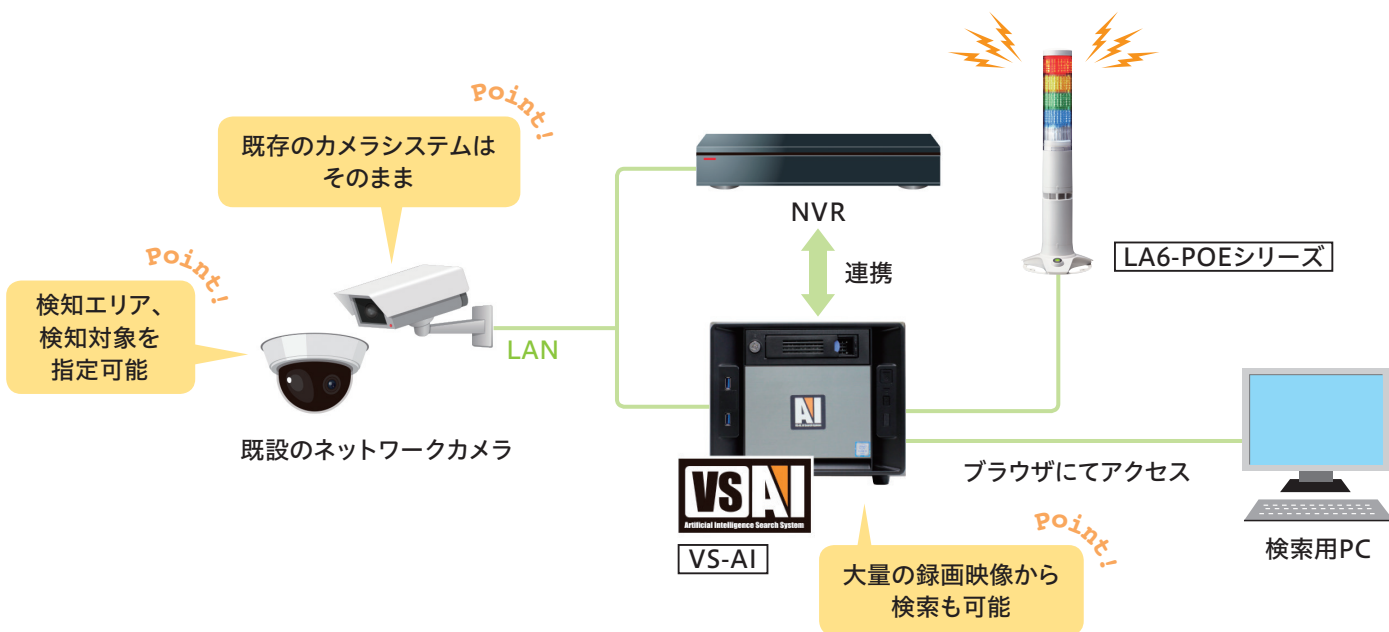 Point!
既存のカメラシステムは
そのまま
Point!
検知エリア、
検知対象を
指定可能
既設のネットワークカメラ
LAN
NVR
連携
LA6-POEシリーズ
AI
VS AI
Artificial Intelligence Search System
VS-AI
ブラウザにてアクセス
Point!
大量の録画映像から
検索も可能
検索用PC